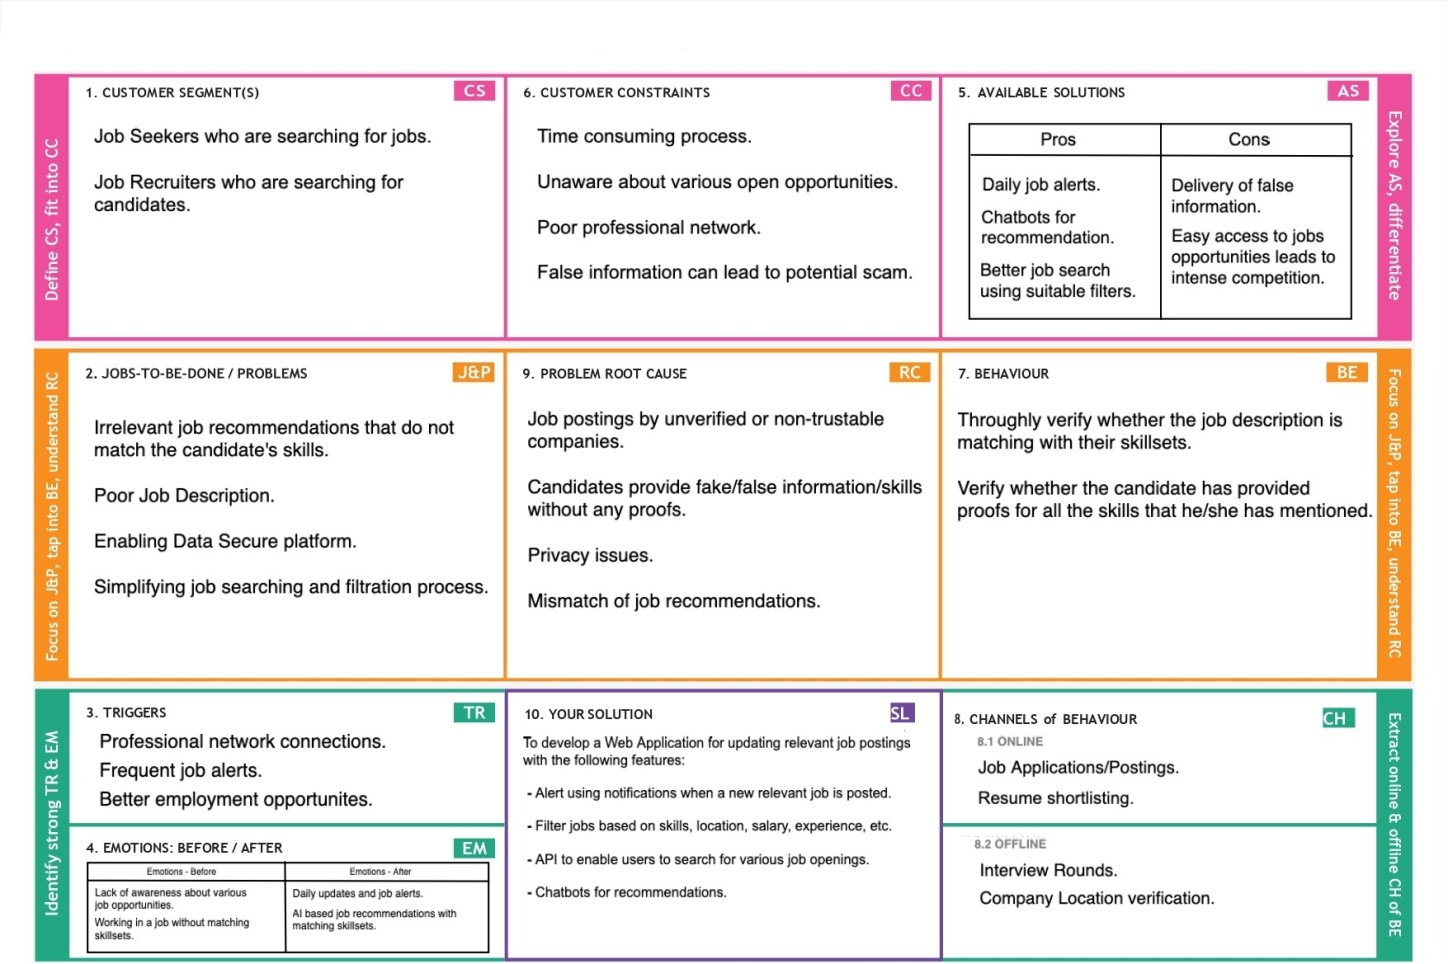 Define CS, fit into CC
1. CUSTOMER SEGMENT(S)
CS
Job Seekers who are searching for jobs.
Job Recruiters who are searching for
candidates.
6. CUSTOMER CONSTRAINTS
CC
Time consuming process.
Unaware about various open opportunities.
Poor professional network.
False information can lead to potential scam.
5. AVAILABLE SOLUTIONS
AS
Pros
Cons
Daily job alerts.
Chatbots for
recommendation.
Better job search
using suitable filters.
Delivery of false
information.
Easy access to jobs
opportunities leads to
intense competition.
Explore AS, differentiate
Focus on J&P, tap into BE, understand RC
2. JOBS-TO-BE-DONE / PROBLEMS
J&P
Irrelevant job recommendations that do not
match the candidate's skills.
Poor Job Description.
Enabling Data Secure platform.
Simplifying job searching and filtration process.
9. PROBLEM ROOT CAUSE
RC
Job postings by unverified or non-trustable
companies.
Candidates provide fake/false information/skills
without any proofs.
Privacy issues.
Mismatch of job recommendations.
7. BEHAVIOUR
BE
Throughly verify whether the job description is
matching with their skillsets.
Verify whether the candidate has provided
proofs for all the skills that he/she has mentioned.
Focus on J&P, tap into BE, understand RC
Identify strong TR & EM
3. TRIGGERS
TR
Professional network connections.
Frequent job alerts.
Better employment opportunites.
4. EMOTIONS: BEFORE / AFTER
EM
Emotions - Before
Emotions - After
Lack of awareness about various
job opportunities.
Working in a job without matching
skillsets.
Daily updates and job alerts.
AI based job recommendations with
matching skillsets.
10. YOUR SOLUTION
SL
To develop a Web Application for updating relevant job postings
with the following features:
- Alert using notifications when a new relevant job is posted.
- Filter jobs based on skills, location, salary, experience, etc.
- API to enable users to search for various job openings.
- Chatbots for recommendations.
8. CHANNELS of BEHAVIOUR
CH
8.1 ONLINE
Job Applications/Postings.
Resume shortlisting.
8.2 OFFLINE
Interview Rounds.
Company Location verification.
Extract online & offline CH of BE